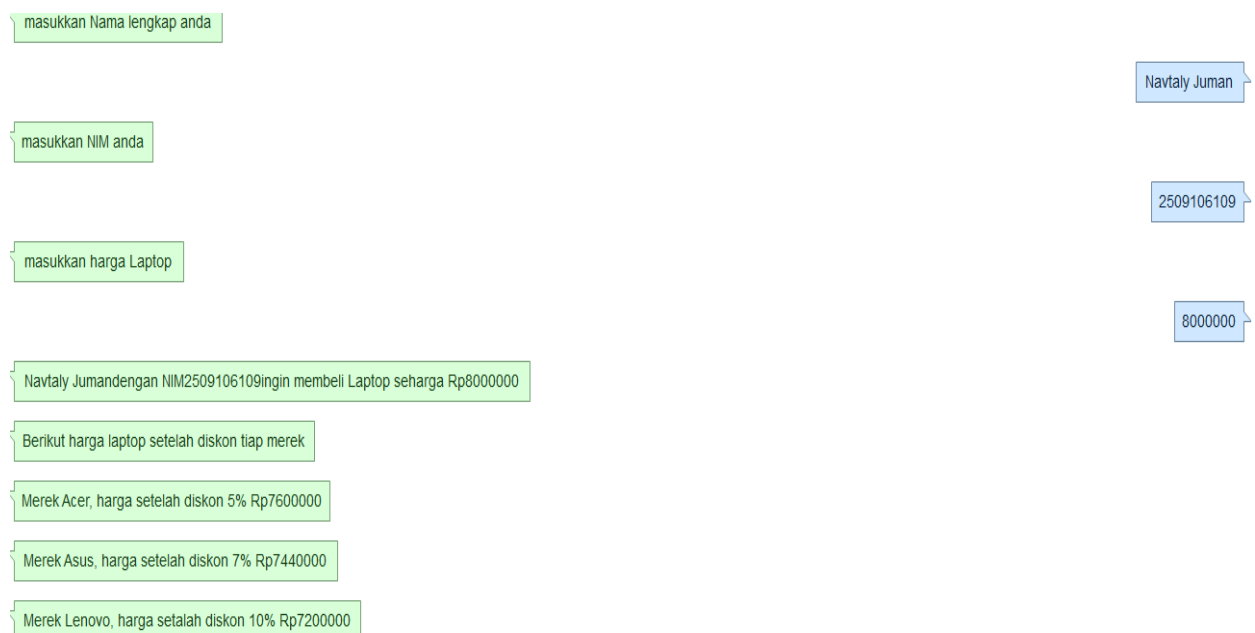 masukkan Nama lengkap anda
Navtaly Juman
masukkan NIM anda
2509106109
masukkan harga Laptop
8000000
Navtaly Jumandengan NIM2509106109ingin membeli Laptop seharga Rp8000000
Berikut harga laptop setelah diskon tiap merek
Merek Acer, harga setelah diskon 5% Rp7600000
Merek Asus, harga setelah diskon 7% Rp7440000
Merek Lenovo, harga setalah diskon 10% Rp7200000